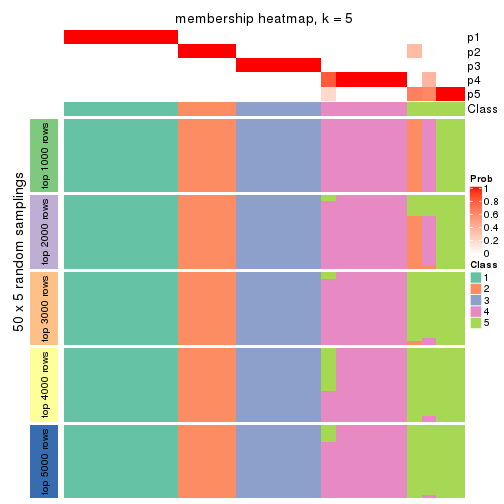 membership heatmap, k = 5
p1
p2
p3
p4
p5
Class
50 x 5 random samplings
top 1000 rows
top 2000 rows
top 3000 rows
top 4000 rows
top 5000 rows
Prob
1
0.8
0.6
0.4
0.2
0
Class
1
2
3
4
5